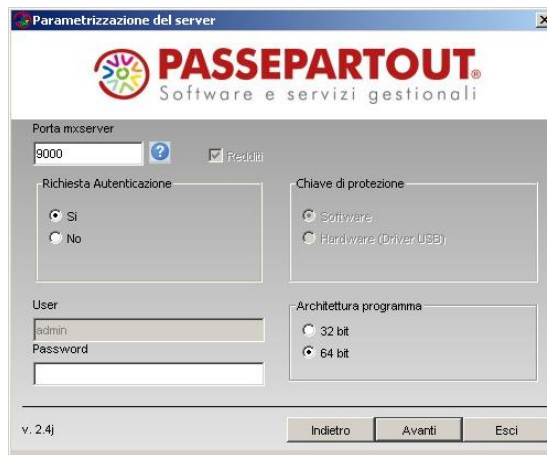 Parametrizzazione del server
PASSEPARTOUT®
Software e servizi gestionali
Porta mxserver
9000
Redditi
Richiesta Autenticazione
Si
No
Chiave di protezione
Software
Hardware (Driver USB)
User
admin
Password
Architettura programma
32 bit
64 bit
v. 2.4j
Indietro
Avanti
Esci